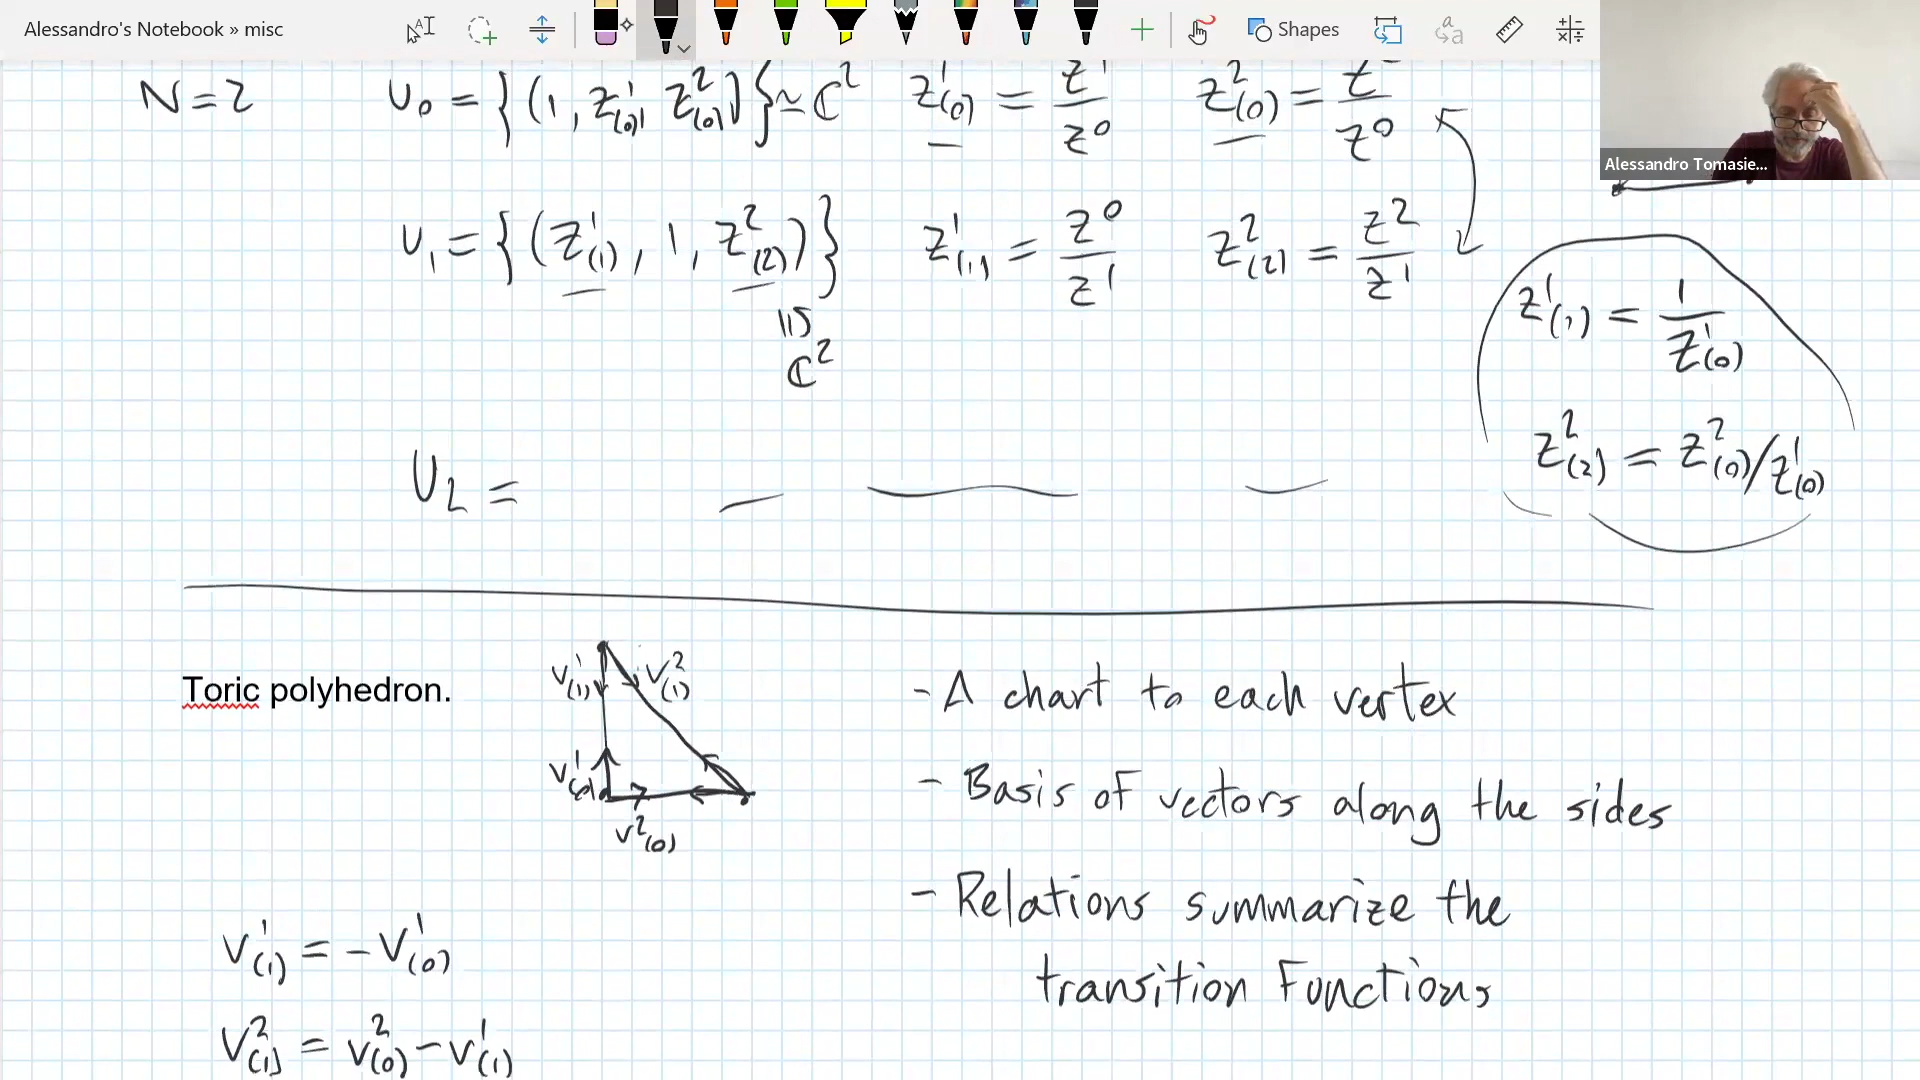 Alessandro's Notebook » misc
Shapes
Alessandro Tomasie...
N=2 U₀ = {(1, z¹₍₀₎, z²₍₀₎)} ≃ ℂ² z¹₍₀₎ = z¹/z⁰ z²₍₀₎ = z²/z⁰
U₁ = {(z¹₍₁₎, 1, z²₍₂₎)} z¹₍₁₎ = z⁰/z¹ z²₍₂₎ = z²/z¹
ℂ²
z¹₍₁₎ = 1/z¹₍₀₎
z²₍₂₎ = z²₍₀₎/z¹₍₀₎
U₂ =
Toric polyhedron.
v¹₍₁₎ v²₍₁₎
v¹₍₀₎
v²₍₀₎
- A chart to each vertex
- Basis of vectors along the sides
- Relations summarize the
transition functions
v¹₍₁₎ = -v¹₍₀₎
v²₍₁₎ = v²₍₀₎ - v¹₍₁₎